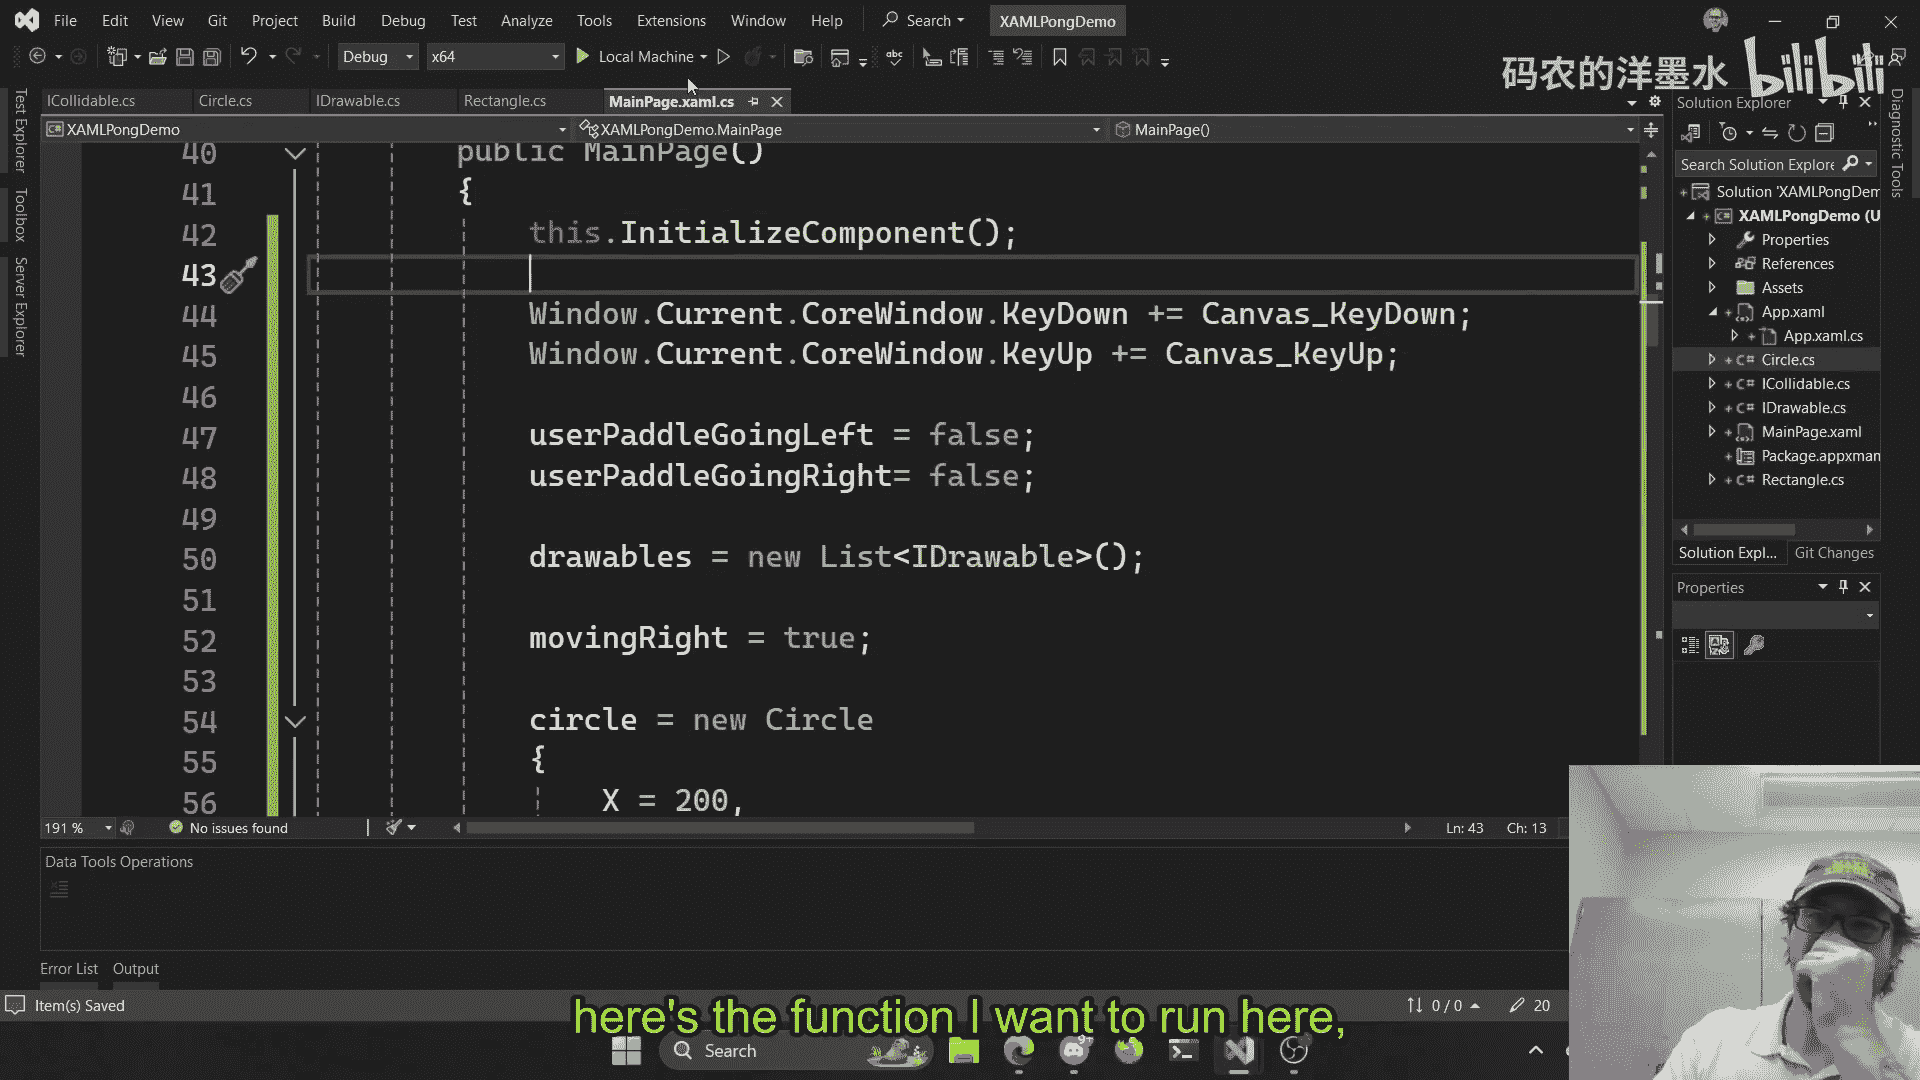 File Edit View Git Project Build Debug Test Analyze Tools Extensions Window Help Search XAMLPongDemo
Debug x64 Local Machine
码农的洋墨水 bilibili
ICollidable.cs Circle.cs IDrawable.cs Rectangle.cs MainPage.xaml.cs
XAMLPongDemo XAMLPongDemo.MainPage MainPage()
Test Explorer
Toolbox
Server Explorer
40 public MainPage()
41 {
42 this.InitializeComponent();
43
44 Window.Current.CoreWindow.KeyDown += Canvas_KeyDown;
45 Window.Current.CoreWindow.KeyUp += Canvas_KeyUp;
46
47 userPaddleGoingLeft = false;
48 userPaddleGoingRight= false;
49
50 drawables = new List<IDrawable>();
51
52 movingRight = true;
53
54 circle = new Circle
55 {
56 X = 200,
191 % No issues found Ln: 43 Ch: 13
Data Tools Operations
Error List Output
Item(s) Saved 0 / 0 20
Solution Explorer
Search Solution Explore
Solution 'XAMLPongDem
XAMLPongDemo (U
Properties
References
Assets
App.xaml
App.xaml.cs
Circle.cs
ICollidable.cs
IDrawable.cs
MainPage.xaml
Package.appxman
Rectangle.cs
Solution Expl... Git Changes
Properties
Diagnostic Tools
here's the function I want to run here,
Search
9+